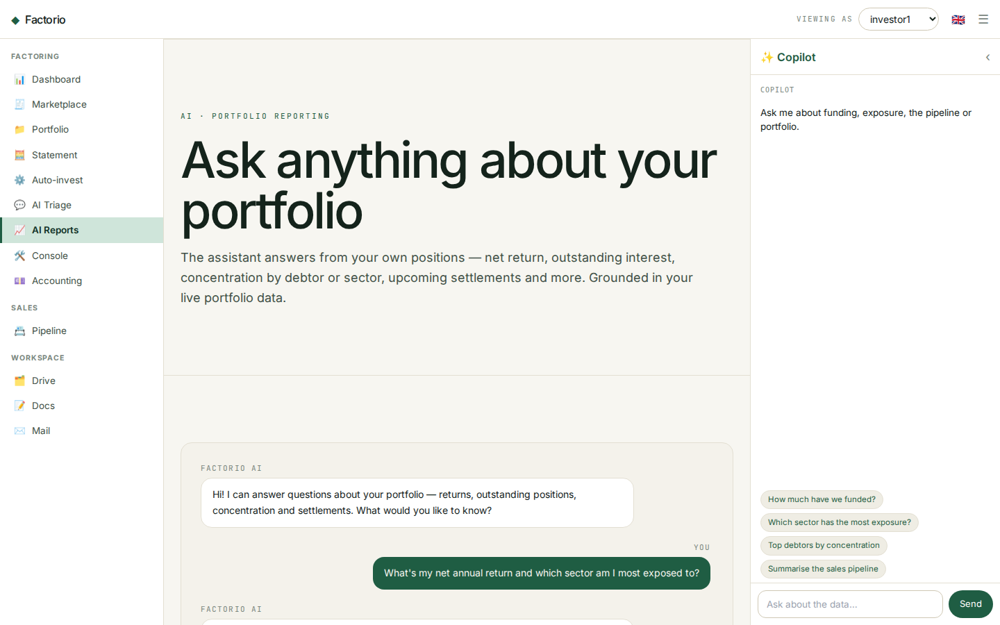 Factorio
VIEWING AS
investor1
FACTORING
Dashboard
Marketplace
Portfolio
Statement
Auto-invest
AI Triage
AI Reports
Console
Accounting
SALES
Pipeline
WORKSPACE
Drive
Docs
Mail
AI · PORTFOLIO REPORTING
Ask anything about your
portfolio
The assistant answers from your own positions — net return, outstanding interest,
concentration by debtor or sector, upcoming settlements and more. Grounded in your
live portfolio data.
FACTORIO AI
Hi! I can answer questions about your portfolio — returns, outstanding positions,
concentration and settlements. What would you like to know?
YOU
What's my net annual return and which sector am I most exposed to?
FACTORIO AI
✨ Copilot
COPILOT
Ask me about funding, exposure, the pipeline or
portfolio.
How much have we funded?
Which sector has the most exposure?
Top debtors by concentration
Summarise the sales pipeline
Ask about the data...
Send